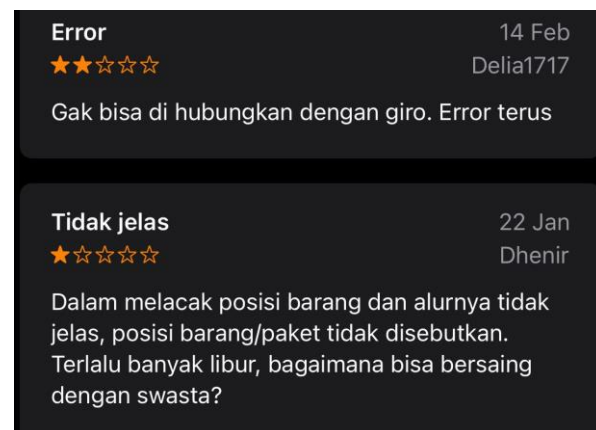 Error
14 Feb
★★☆☆☆
Delia1717
Gak bisa di hubungkan dengan giro. Error terus
Tidak jelas
22 Jan
★☆☆☆☆
Dhenir
Dalam melacak posisi barang dan alurnya tidak
jelas, posisi barang/paket tidak disebutkan.
Terlalu banyak libur, bagaimana bisa bersaing
dengan swasta?